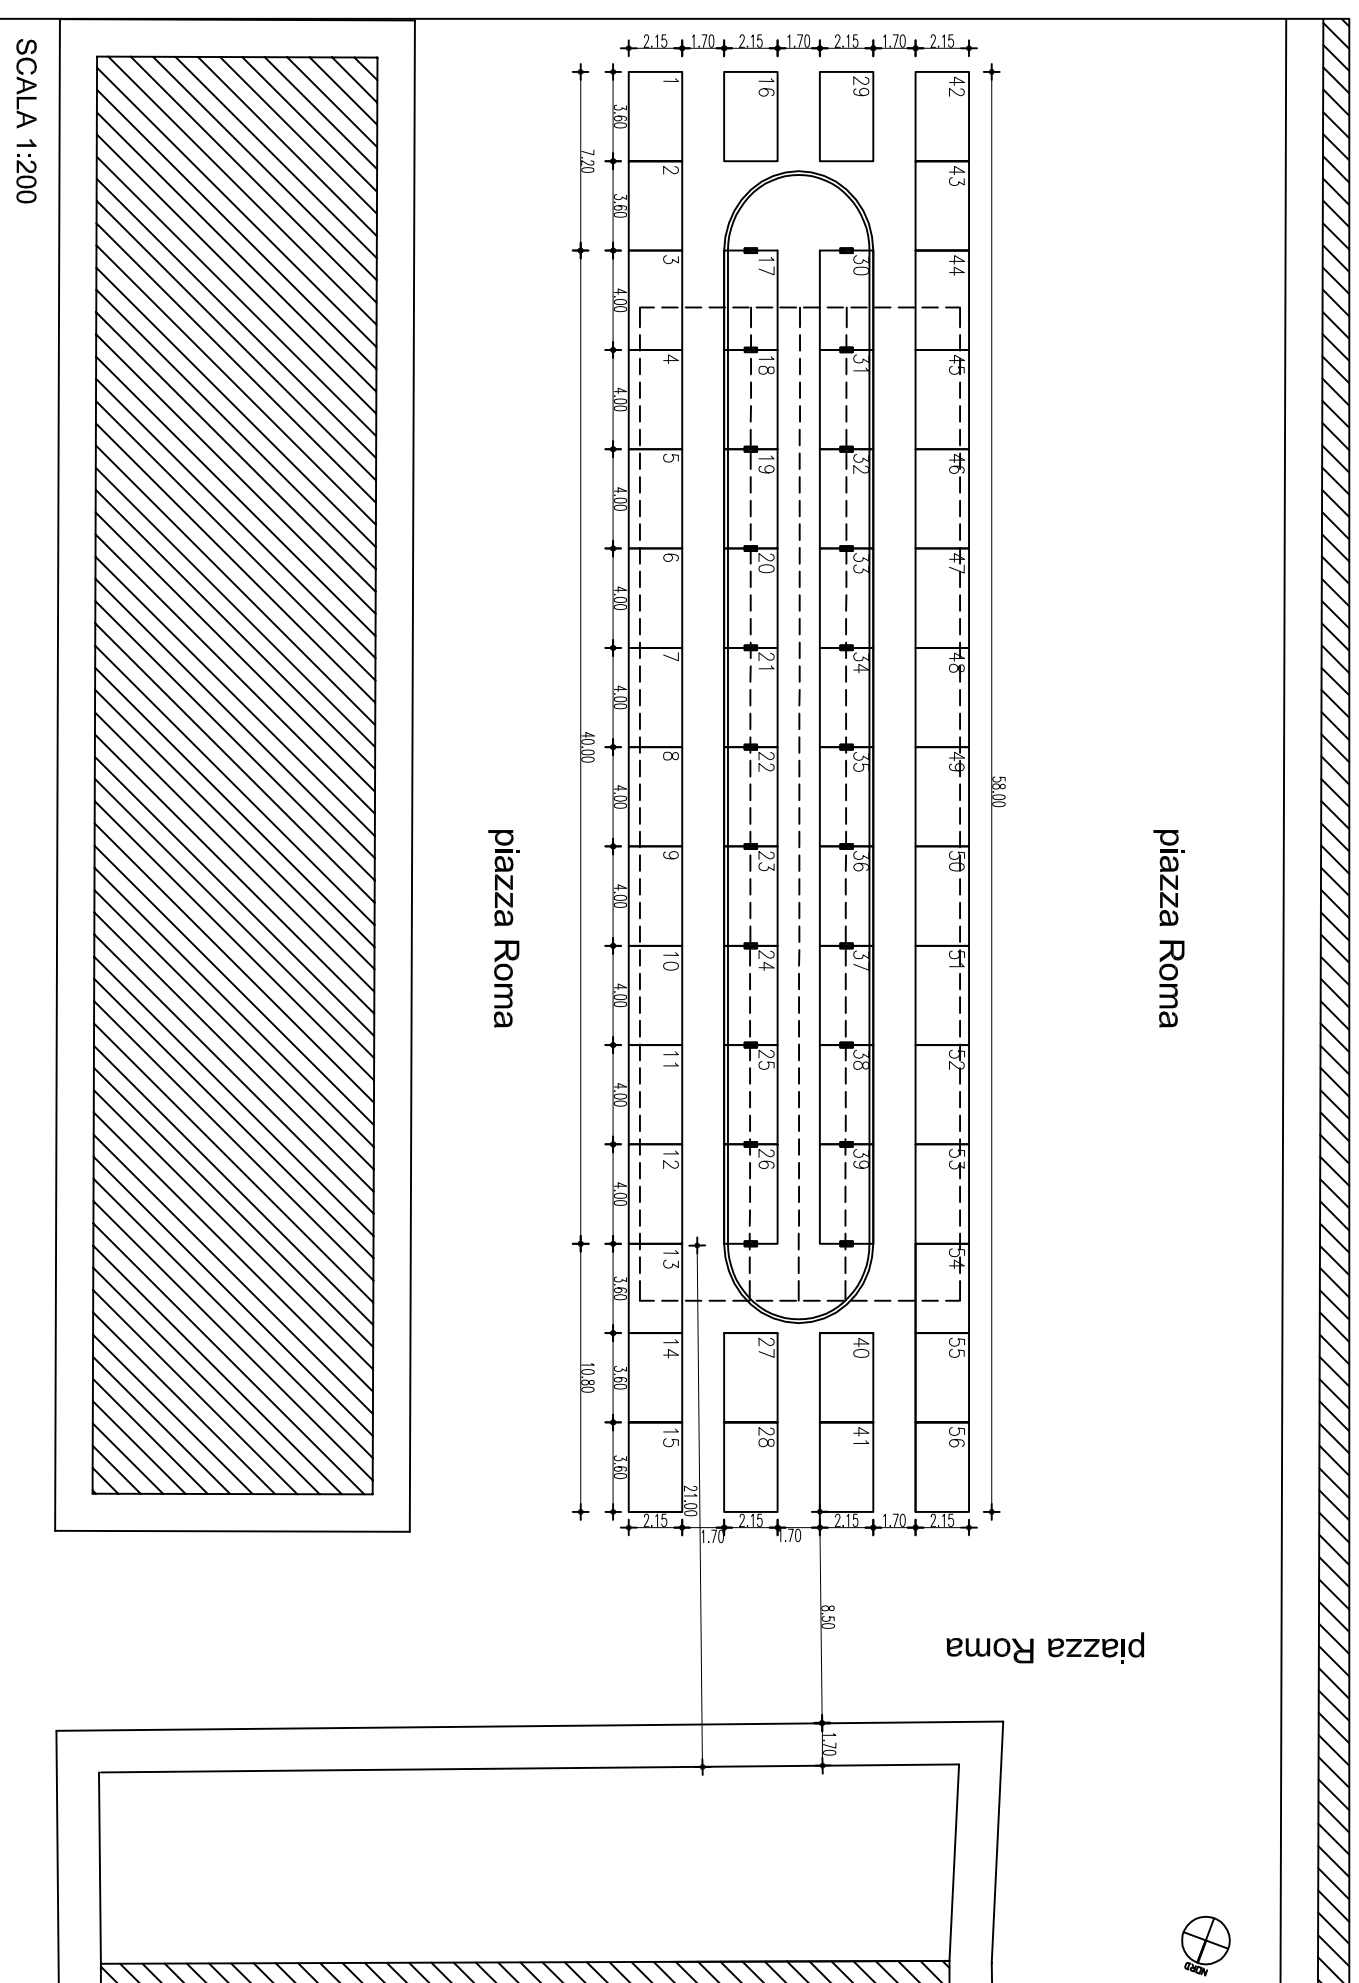 SCALA 1:200
2.15 1.70 2.15 1.70 2.15 1.70 2.15
1 16 29 42
2 43
3 17 30 44
4 18 31 45
5 19 32 46
6 20 33 47
7 21 34 48
8 22 35 49
9 23 36 50
10 24 37 51
11 25 38 52
12 26 39 53
13 54
14 27 40 55
15 28 41 56
3.60 3.60 4.00 4.00 4.00 4.00 4.00 4.00 4.00 4.00 4.00 4.00 3.60 3.60 3.60
7.20 40.00 10.80
58.00
2.15 1.70 2.15 1.70 2.15 1.70 2.15
21.00
8.50
1.70
piazza Roma
piazza Roma
piazza Roma
NORD